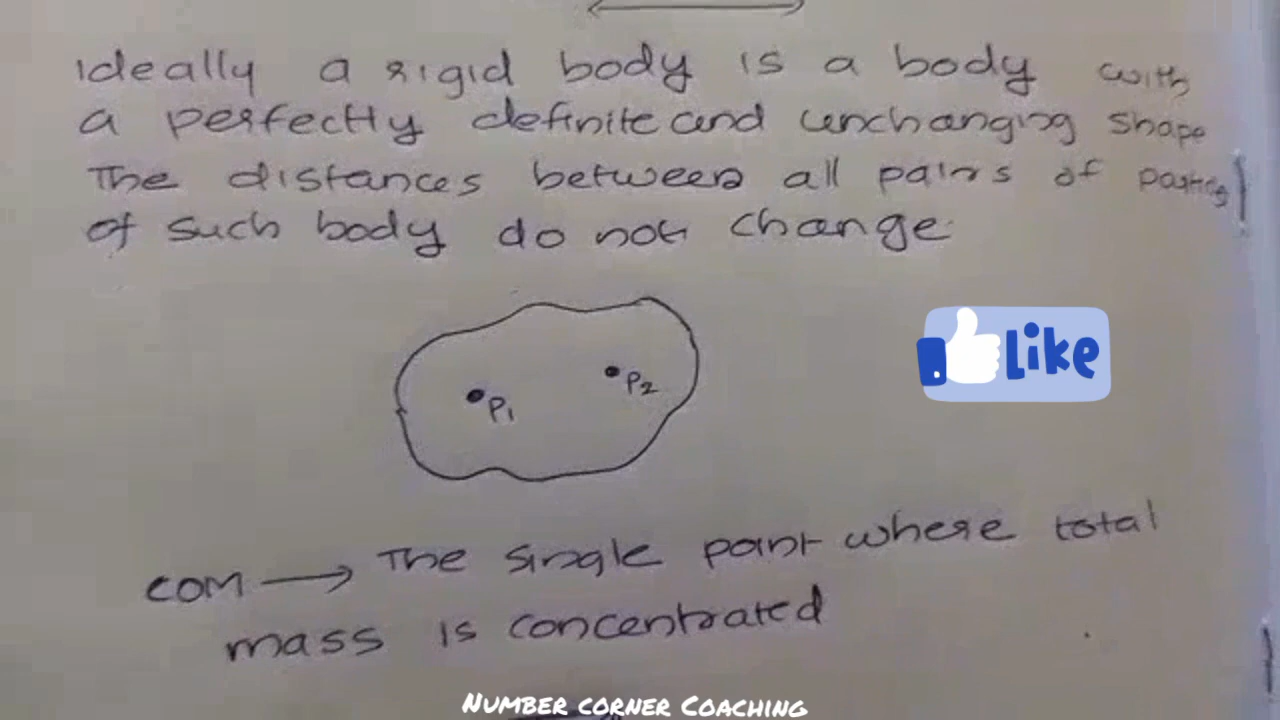 ideally a rigid body is a body with
a perfectly definite and unchanging shape
The distances between all pairs of particles
of such body do not change.
P1
P2
Like
COM → The single point where total
mass is concentrated
NUMBER CORNER COACHING